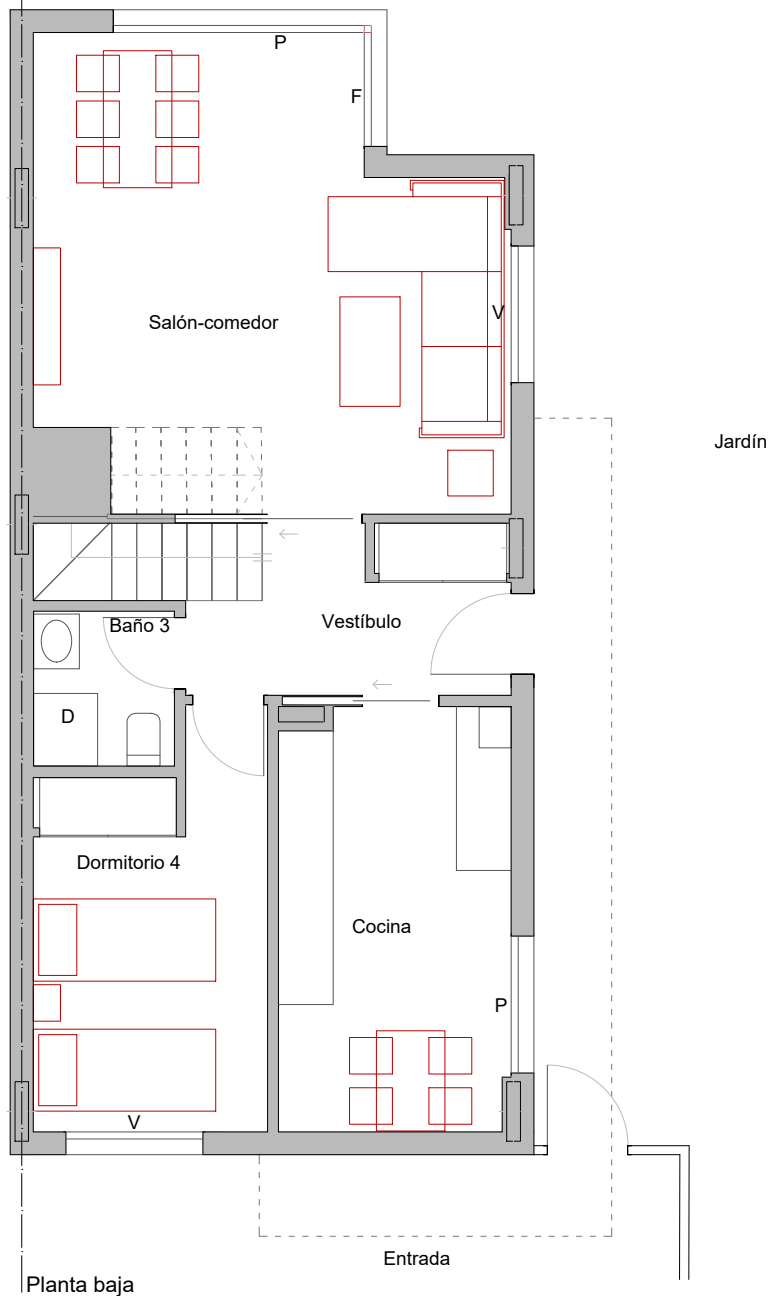 P
F
V
Salón-comedor
Jardín
Baño 3
Vestíbulo
D
Dormitorio 4
Cocina
P
V
Entrada
Planta baja